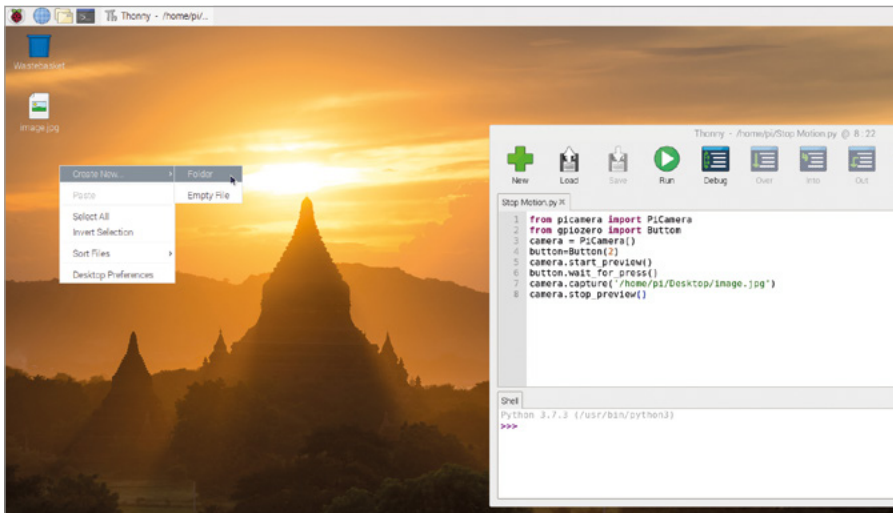 Thonny - /home/pi/...
Wastebasket
image.jpg
Create New...
Folder
Empty File
Paste
Select All
Invert Selection
Sort Files
Desktop Preferences
Thonny - /home/pi/Stop Motion.py @ 8 : 22
New Load Save Run Debug Over Into Out
Stop Motion.py
1 from picamera import PiCamera
2 from gpiozero import Buttom
3 camera = PiCamera()
4 button=Button(2)
5 camera.start_preview()
6 button.wait_for_press()
7 camera.capture('/home/pi/Desktop/image.jpg')
8 camera.stop_preview()
Shell
Python 3.7.3 (/usr/bin/python3)
>>>